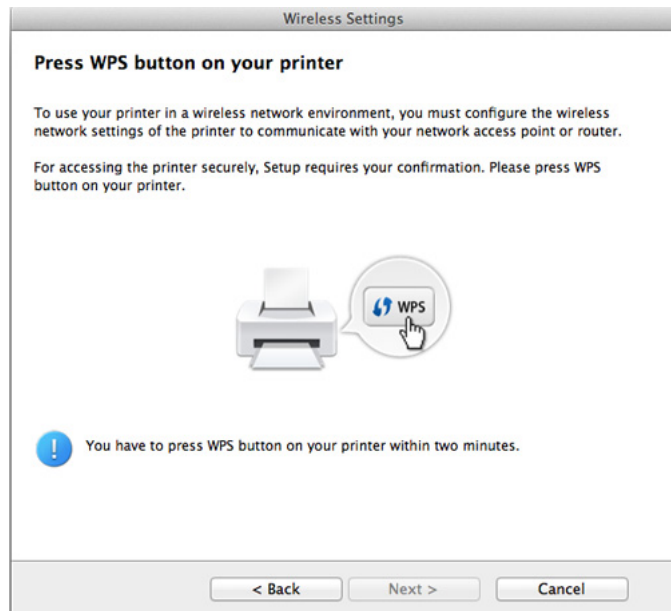 Wireless Settings
Press WPS button on your printer
To use your printer in a wireless network environment, you must configure the wireless
network settings of the printer to communicate with your network access point or router.
For accessing the printer securely, Setup requires your confirmation. Please press WPS
button on your printer.
WPS
You have to press WPS button on your printer within two minutes.
< Back
Next >
Cancel